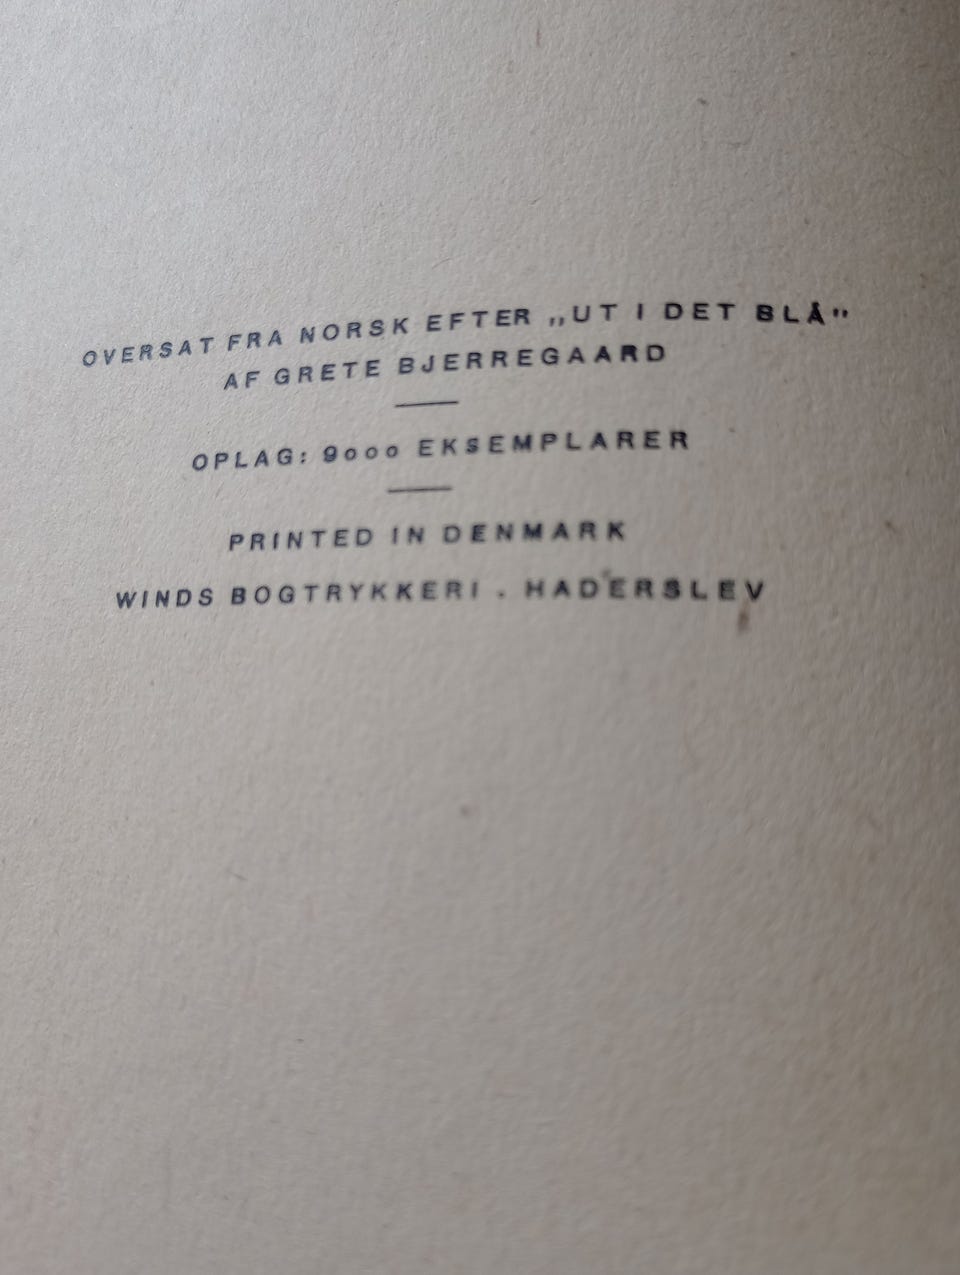 OVERSAT FRA NORSK EFTER „UT I DET BLÅ"
AF GRETE BJERREGAARD
OPLAG: 9000 EKSEMPLARER
PRINTED IN DENMARK
WINDS BOGTRYKKERI . HADERSLEV